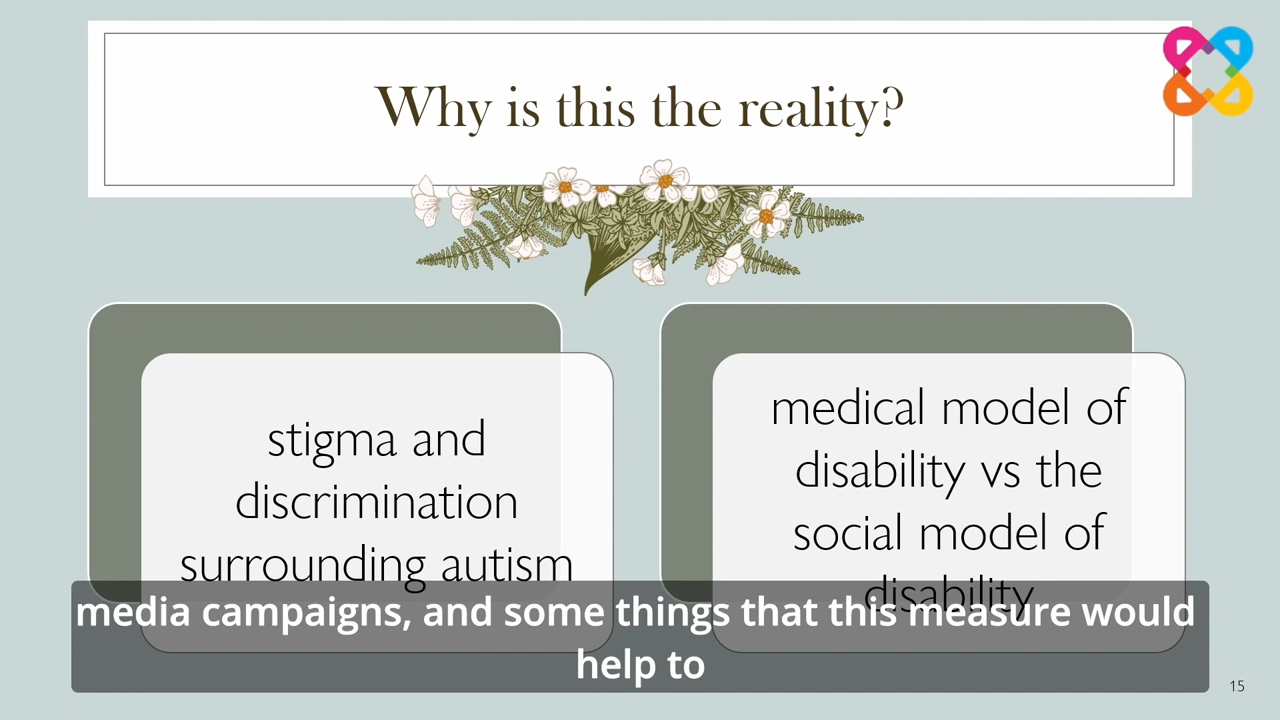 Why is this the reality?
stigma and
discrimination
surrounding autism
medical model of
disability vs the
social model of
disability
media campaigns, and some things that this measure would
help to
15